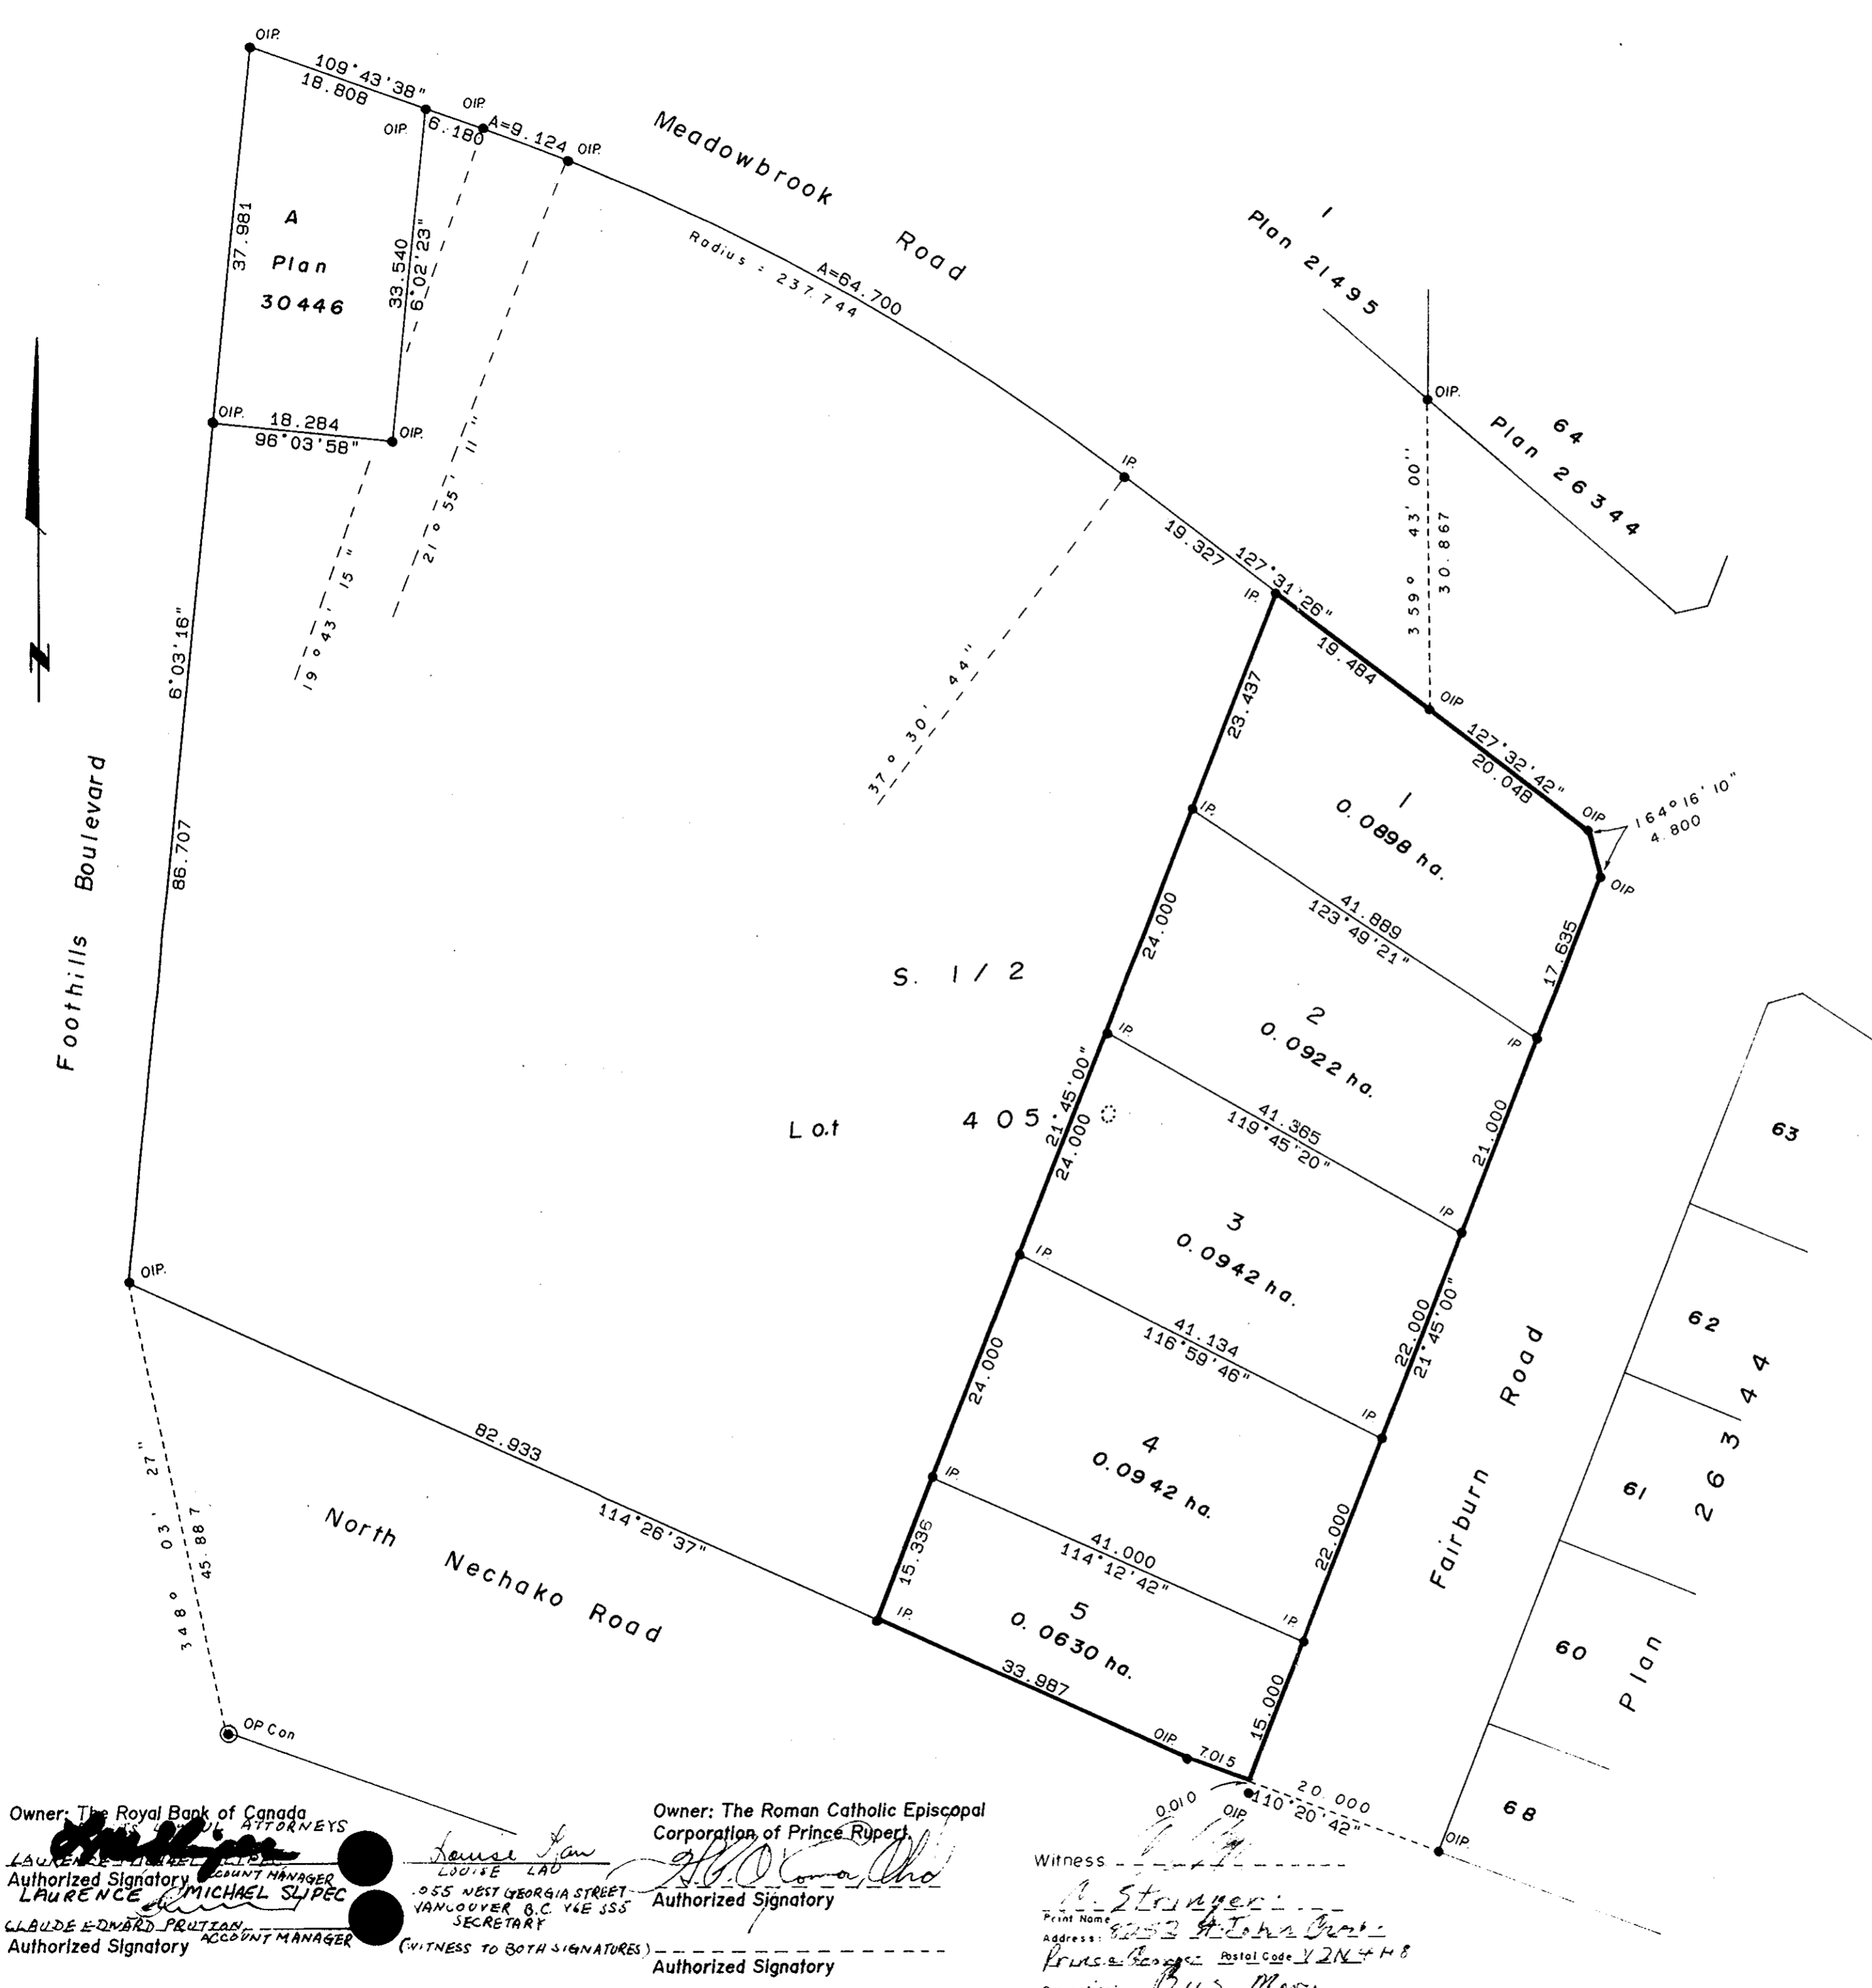 OIP.
109°43'38"
18.808
OIP.
OIP.
6.180
A=9.124
OIP.
Meadowbrook
Road
Radius = 237.744
A=64.700
37.981
A
Plan
30446
33.540
6°02'23"
OIP.
18.284
96°03'58"
OIP.
19° 43' 15"
21° 55' 11"
1
Plan 21495
OIP.
64
Plan 26344
359° 43' 00"
30.867
IP.
19.327
127°31'26"
IP.
19.484
OIP
127°32'42"
20.048
OIP
164°16'10"
4.800
OIP
37° 30' 44"
23.437
1
0.0898 ha.
IP.
41.889
123°49'21"
17.635
IP
6°03'16"
86.707
Foothills Boulevard
24.000
S. 1/2
2
0.0922 ha.
IP.
41.365
119°45'20"
21.000
IP
Lot 405
21°45'00"
24.000
3
0.0942 ha.
IP.
41.134
116°59'46"
22.000
21°45'00"
IP
24.000
4
0.0942 ha.
IP.
41.000
114°12'42"
22.000
IP.
15.336
5
0.0630 ha.
IP.
33.987
OIP.
7.015
15.000
0.010
OIP.
20.000
110°20'42"
OIP.
Fairburn Road
63
62
61
60
68
Plan 26344
OIP.
82.933
114°26'37"
North Nechako Road
348° 03' 27"
45.887
OP Con
N
Owner: The Royal Bank of Canada
ATTORNEYS
Authorized Signatory ACCOUNT MANAGER
LAURENCE MICHAEL SLIPEC
CLAUDE EDWARD PRUTIAN
Authorized Signatory ACCOUNT MANAGER
Louise Lau
LOUISE LAU
1055 WEST GEORGIA STREET
VANCOUVER B.C. V6E 3S5
SECRETARY
(WITNESS TO BOTH SIGNATURES)
Owner: The Roman Catholic Episcopal
Corporation of Prince Rupert
Authorized Signatory
Authorized Signatory
Witness
Stringer
Print Name
Address: St John
Prince George Postal Code V2N 4H8